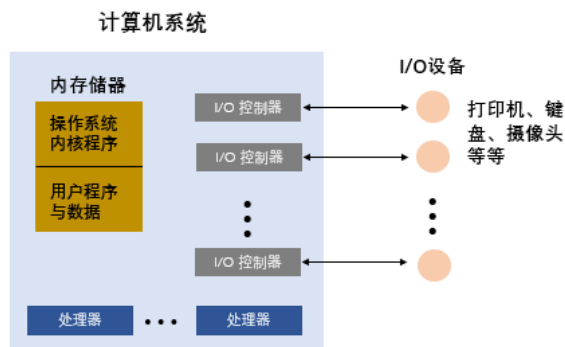 计算机系统
内存储器
操作系统
内核程序
用户程序
与数据
I/O 控制器
I/O 控制器
I/O 控制器
处理器
处理器
I/O设备
打印机、键
盘、摄像头
等等